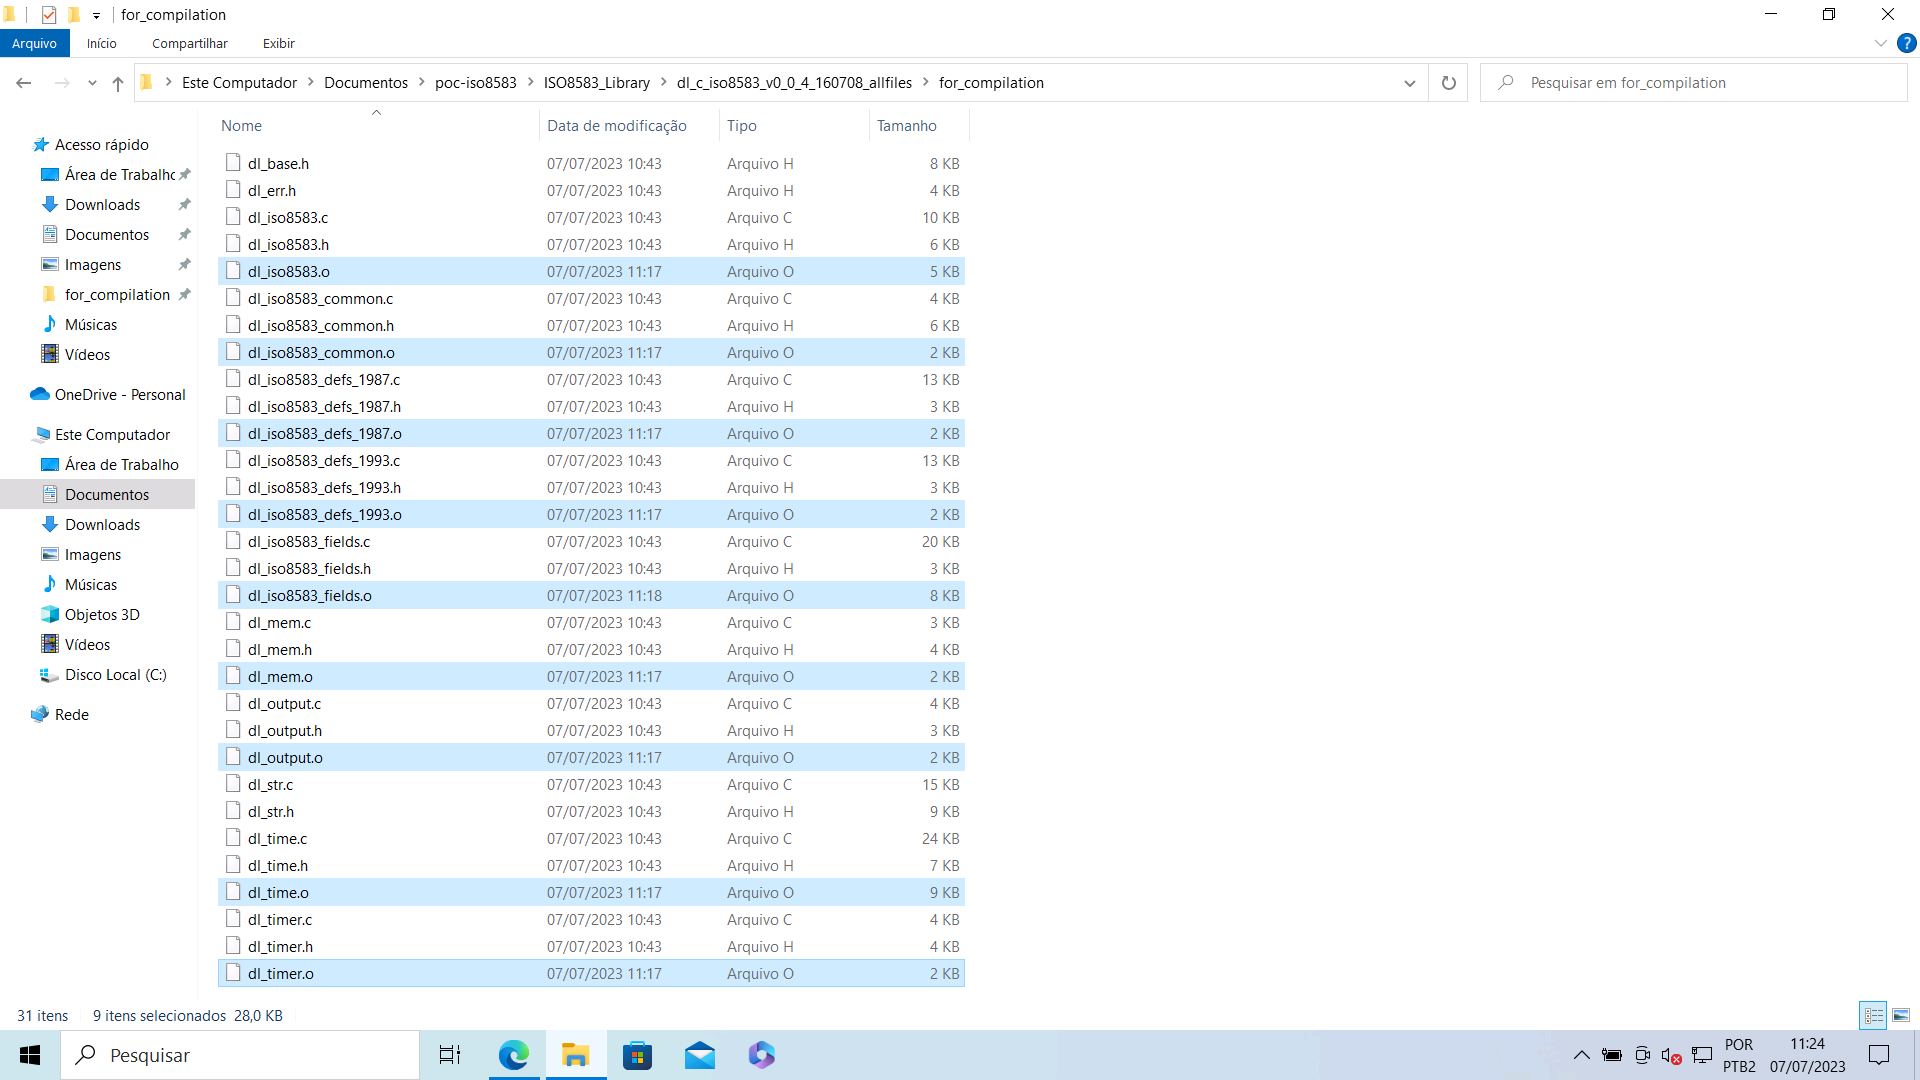 for_compilation
Arquivo Início Compartilhar Exibir
Este Computador Documentos poc-iso8583 ISO8583_Library dl_c_iso8583_v0_0_4_160708_allfiles for_compilation
Pesquisar em for_compilation
Nome Data de modificação Tipo Tamanho
Acesso rápido
Área de Trabalho
Downloads
Documentos
Imagens
for_compilation
Músicas
Vídeos
OneDrive - Personal
Este Computador
Área de Trabalho
Documentos
Downloads
Imagens
Músicas
Objetos 3D
Vídeos
Disco Local (C:)
Rede
dl_base.h 07/07/2023 10:43 Arquivo H 8 KB
dl_err.h 07/07/2023 10:43 Arquivo H 4 KB
dl_iso8583.c 07/07/2023 10:43 Arquivo C 10 KB
dl_iso8583.h 07/07/2023 10:43 Arquivo H 6 KB
dl_iso8583.o 07/07/2023 11:17 Arquivo O 5 KB
dl_iso8583_common.c 07/07/2023 10:43 Arquivo C 4 KB
dl_iso8583_common.h 07/07/2023 10:43 Arquivo H 6 KB
dl_iso8583_common.o 07/07/2023 11:17 Arquivo O 2 KB
dl_iso8583_defs_1987.c 07/07/2023 10:43 Arquivo C 13 KB
dl_iso8583_defs_1987.h 07/07/2023 10:43 Arquivo H 3 KB
dl_iso8583_defs_1987.o 07/07/2023 11:17 Arquivo O 2 KB
dl_iso8583_defs_1993.c 07/07/2023 10:43 Arquivo C 13 KB
dl_iso8583_defs_1993.h 07/07/2023 10:43 Arquivo H 3 KB
dl_iso8583_defs_1993.o 07/07/2023 11:17 Arquivo O 2 KB
dl_iso8583_fields.c 07/07/2023 10:43 Arquivo C 20 KB
dl_iso8583_fields.h 07/07/2023 10:43 Arquivo H 3 KB
dl_iso8583_fields.o 07/07/2023 11:18 Arquivo O 8 KB
dl_mem.c 07/07/2023 10:43 Arquivo C 3 KB
dl_mem.h 07/07/2023 10:43 Arquivo H 4 KB
dl_mem.o 07/07/2023 11:17 Arquivo O 2 KB
dl_output.c 07/07/2023 10:43 Arquivo C 4 KB
dl_output.h 07/07/2023 10:43 Arquivo H 3 KB
dl_output.o 07/07/2023 11:17 Arquivo O 2 KB
dl_str.c 07/07/2023 10:43 Arquivo C 15 KB
dl_str.h 07/07/2023 10:43 Arquivo H 9 KB
dl_time.c 07/07/2023 10:43 Arquivo C 24 KB
dl_time.h 07/07/2023 10:43 Arquivo H 7 KB
dl_time.o 07/07/2023 11:17 Arquivo O 9 KB
dl_timer.c 07/07/2023 10:43 Arquivo C 4 KB
dl_timer.h 07/07/2023 10:43 Arquivo H 4 KB
dl_timer.o 07/07/2023 11:17 Arquivo O 2 KB
31 itens 9 itens selecionados 28,0 KB
Pesquisar
POR
PTB2
11:24
07/07/2023